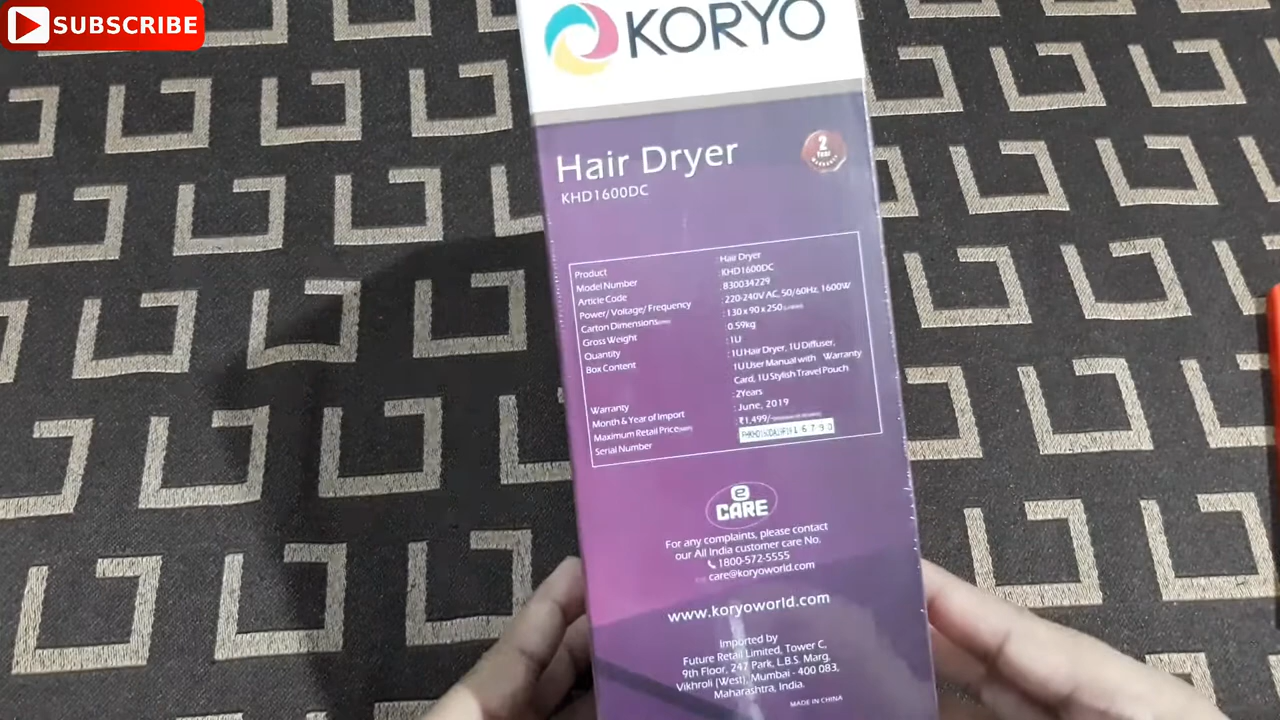 SUBSCRIBE
KORYO
Hair Dryer
KHD1600DC
2
Year
WARRANTY
Product : Hair Dryer
Model Number : KHD1600DC
Article Code : 830034229
Power/ Voltage/ Frequency : 220-240V AC, 50/60Hz, 1600W
Carton Dimensions : 130 x 90 x 250
Gross Weight : 0.59kg
Quantity : 1U
Box Content : 1U Hair Dryer, 1U Diffuser,
1U User Manual with Warranty
Card, 1U Stylish Travel Pouch
Warranty : 2Years
Month & Year of Import : June, 2019
Maximum Retail Price : ₹1,499/-
Serial Number
e
CARE
For any complaints, please contact
our All India customer care No.
1800-572-5555
care@koryoworld.com
www.koryoworld.com
Imported by
Future Retail Limited, Tower C,
9th Floor, 247 Park, L.B.S. Marg,
Vikhroli (West), Mumbai - 400 083,
Maharashtra, India.
MADE IN CHINA